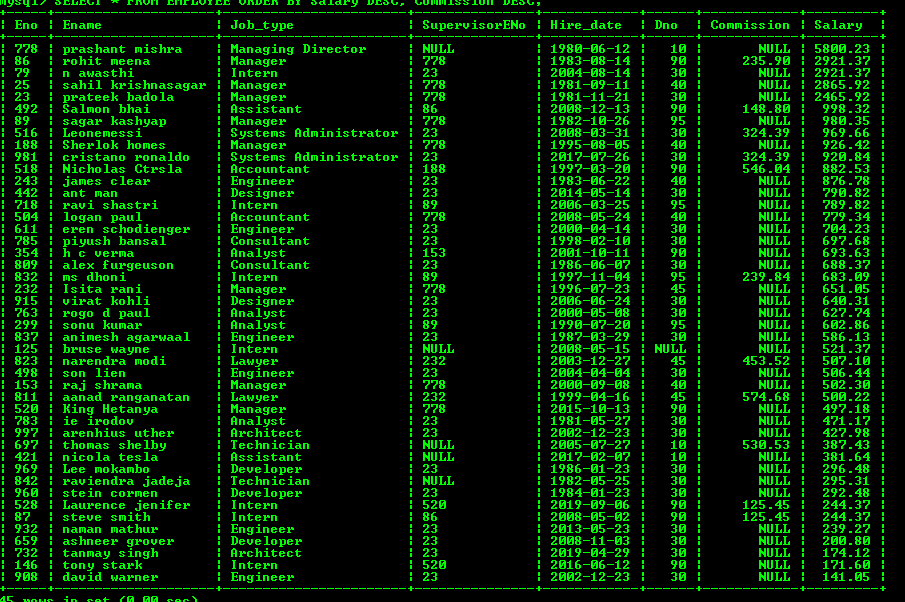 mysql> SELECT * FROM EMPLOYEE ORDER BY Salary DESC, Commission DESC;
| Eno | Ename | Job_type | SupervisorENo | Hire_date | Dno | Commission | Salary |
| 778 | prashant mishra | Managing Director | NULL | 1980-06-12 | 10 | NULL | 5800.23 |
| 86 | rohit meena | Manager | 778 | 1983-08-14 | 90 | 235.90 | 2921.37 |
| 79 | n awasthi | Intern | 23 | 2004-08-14 | 30 | NULL | 2921.37 |
| 25 | sahil krishnasagar | Manager | 778 | 1981-09-11 | 40 | NULL | 2865.92 |
| 23 | prateek badola | Manager | 778 | 1981-11-21 | 30 | NULL | 2465.92 |
| 492 | Salmon bhai | Assistant | 86 | 2008-12-13 | 90 | 148.80 | 998.32 |
| 89 | sagar kashyap | Manager | 778 | 1982-10-26 | 95 | NULL | 980.35 |
| 516 | Leonemessi | Systems Administrator | 23 | 2008-03-31 | 30 | 324.39 | 969.66 |
| 188 | Sherlok homes | Manager | 778 | 1995-08-05 | 40 | NULL | 926.42 |
| 981 | cristano ronaldo | Systems Administrator | 23 | 2017-07-26 | 30 | 324.39 | 920.84 |
| 518 | Nicholas Ctrsla | Accountant | 188 | 1997-03-20 | 90 | 546.04 | 882.53 |
| 243 | james clear | Engineer | 23 | 1983-06-22 | 40 | NULL | 876.78 |
| 442 | ant man | Designer | 23 | 2014-05-14 | 30 | NULL | 790.82 |
| 718 | ravi shastri | Intern | 89 | 2006-03-25 | 95 | NULL | 789.82 |
| 504 | logan paul | Accountant | 778 | 2008-05-24 | 40 | NULL | 779.34 |
| 611 | eren schodienger | Engineer | 23 | 2000-04-14 | 30 | NULL | 704.23 |
| 785 | piyush bansal | Consultant | 23 | 1998-02-10 | 30 | NULL | 697.68 |
| 354 | h c verma | Analyst | 153 | 2001-10-11 | 90 | NULL | 693.63 |
| 809 | alex furgeuson | Consultant | 23 | 1986-06-07 | 30 | NULL | 688.37 |
| 832 | ms dhoni | Intern | 89 | 1997-11-04 | 95 | 239.84 | 683.09 |
| 232 | Isita rani | Manager | 778 | 1996-07-23 | 45 | NULL | 651.05 |
| 915 | virat kohli | Designer | 23 | 2006-06-24 | 30 | NULL | 640.31 |
| 763 | rogo d paul | Analyst | 23 | 2000-05-08 | 30 | NULL | 627.74 |
| 299 | sonu kumar | Analyst | 89 | 1990-07-20 | 95 | NULL | 602.86 |
| 837 | animesh agarwaal | Engineer | 23 | 1987-03-29 | 30 | NULL | 586.13 |
| 125 | bruse wayne | Intern | NULL | 2008-05-15 | NULL | NULL | 521.37 |
| 823 | narendra modi | Lawyer | 232 | 2003-12-27 | 45 | 453.52 | 507.10 |
| 498 | son lien | Engineer | 23 | 2004-04-04 | 30 | NULL | 506.44 |
| 153 | raj shrama | Manager | 778 | 2000-09-08 | 40 | NULL | 502.30 |
| 811 | aanad ranganatan | Lawyer | 232 | 1999-04-16 | 45 | 574.68 | 500.22 |
| 520 | King Hetanya | Manager | 778 | 2015-10-13 | 90 | NULL | 497.18 |
| 783 | ie irodov | Analyst | 23 | 1981-05-27 | 30 | NULL | 471.17 |
| 997 | arenhius uther | Architect | 23 | 2002-12-23 | 30 | NULL | 427.98 |
| 697 | thomas shelby | Technician | NULL | 2005-07-27 | 10 | 530.53 | 387.43 |
| 421 | nicola tesla | Assistant | NULL | 2017-02-07 | 10 | NULL | 381.64 |
| 969 | Lee mokambo | Developer | 23 | 1986-01-23 | 30 | NULL | 296.48 |
| 842 | raviendra jadeja | Technician | NULL | 1982-05-25 | 30 | NULL | 295.31 |
| 960 | stein cormen | Developer | 23 | 1984-01-23 | 30 | NULL | 292.48 |
| 528 | Laurence jenifer | Intern | 520 | 2019-09-06 | 90 | 125.45 | 244.37 |
| 87 | steve smith | Intern | 86 | 2008-05-02 | 90 | 125.45 | 244.37 |
| 932 | naman mathur | Engineer | 23 | 2013-05-23 | 30 | NULL | 239.27 |
| 659 | ashneer grover | Developer | 23 | 2008-11-03 | 30 | NULL | 200.80 |
| 732 | tanmay singh | Architect | 23 | 2019-04-29 | 30 | NULL | 174.12 |
| 146 | tony stark | Intern | 520 | 2016-06-12 | 90 | NULL | 171.60 |
| 908 | david warner | Engineer | 23 | 2002-12-23 | 30 | NULL | 141.05 |
45 rows in set (0.00 sec)